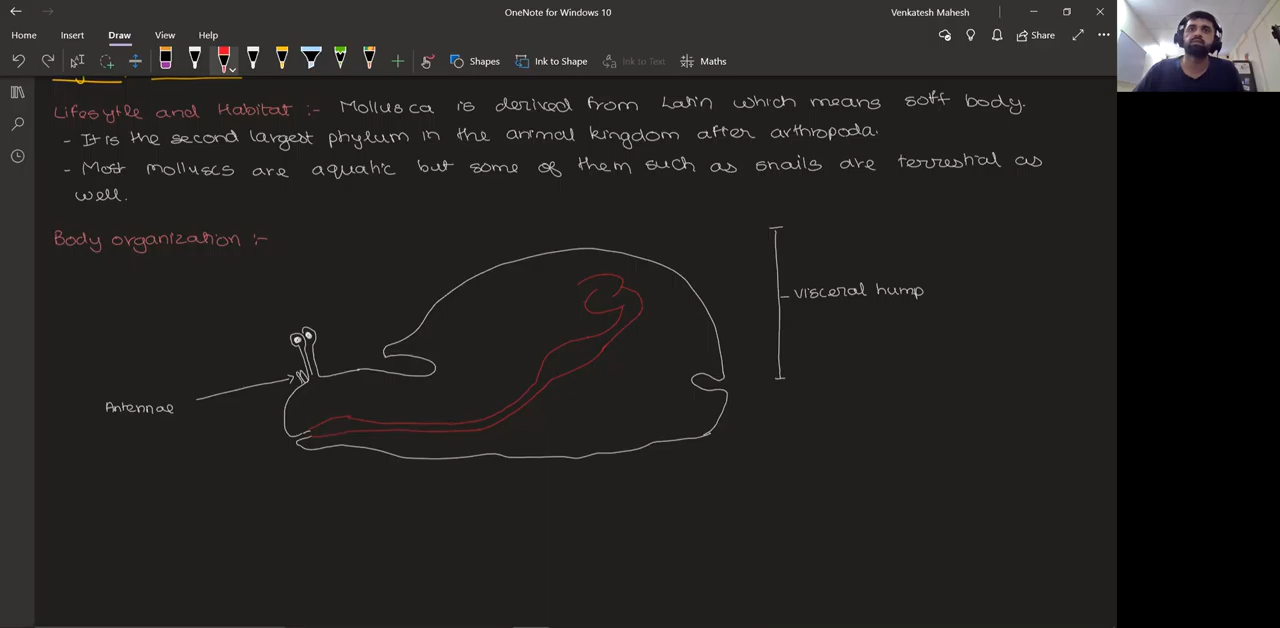 OneNote for Windows 10
Venkatesh Mahesh
Home Insert Draw View Help
Share
Shapes
Ink to Shape
Ink to Text
Maths
Lifesytle and Habitat :- Mollusca is derived from Latin which means soft body.
- It is the second largest phylum in the animal kingdom after arthropoda.
- Most molluscs are aquatic but some of them such as snails are terrestial as
well.
Body organization :-
visceral hump
Antennae